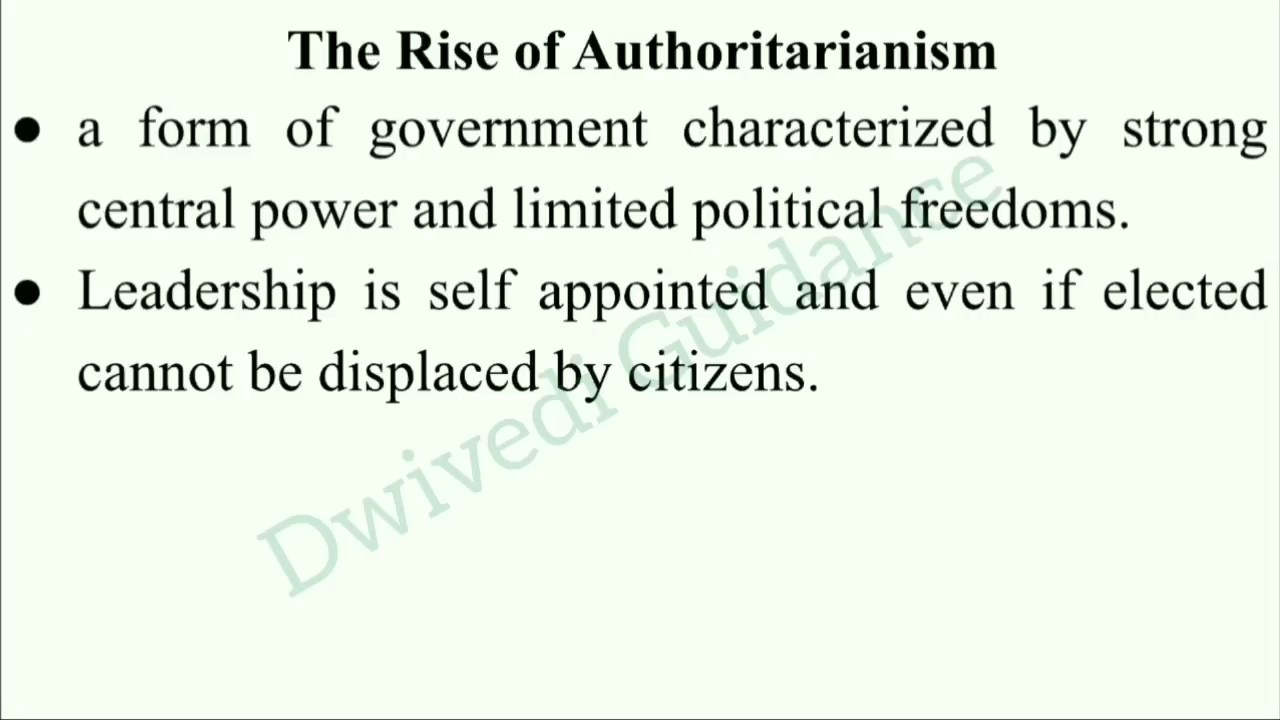 The Rise of Authoritarianism
● a form of government characterized by strong
central power and limited political freedoms.
● Leadership is self appointed and even if elected
cannot be displaced by citizens.
Dwivedi Guidance